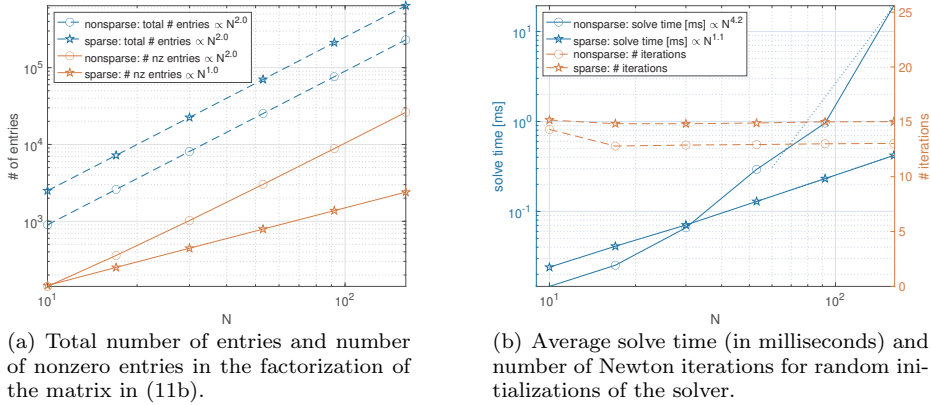 nonsparse: total # entries ∝ N^2.0
sparse: total # entries ∝ N^2.0
nonsparse: # nz entries ∝ N^2.0
sparse: # nz entries ∝ N^1.0
# of entries
10^5
10^4
10^3
10^1
10^2
N
nonsparse: solve time [ms] ∝ N^4.2
sparse: solve time [ms] ∝ N^1.1
nonsparse: # iterations
sparse: # iterations
solve time [ms]
10^1
10^0
10^-1
10^1
10^2
N
25
20
15
10
5
0
# iterations
(a) Total number of entries and number
of nonzero entries in the factorization of
the matrix in (11b).
(b) Average solve time (in milliseconds) and
number of Newton iterations for random ini-
tializations of the solver.